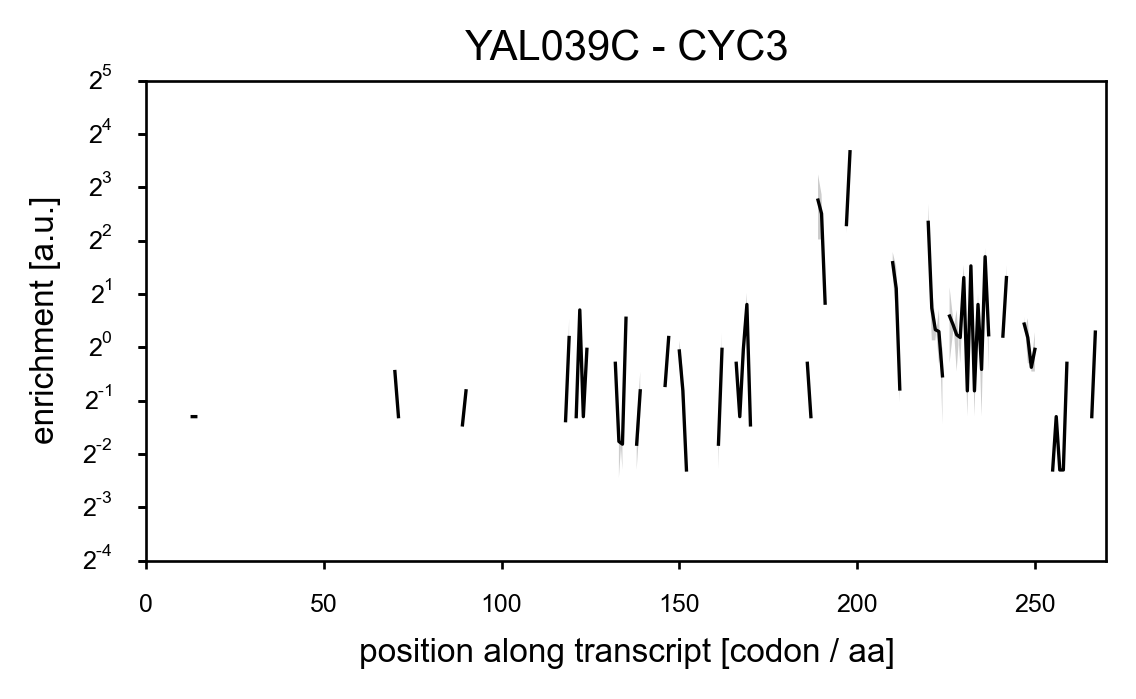 YAL039C - CYC3
2^5
2^4
2^3
2^2
2^1
2^0
2^-1
2^-2
2^-3
2^-4
enrichment [a.u.]
0 50 100 150 200 250
position along transcript [codon / aa]